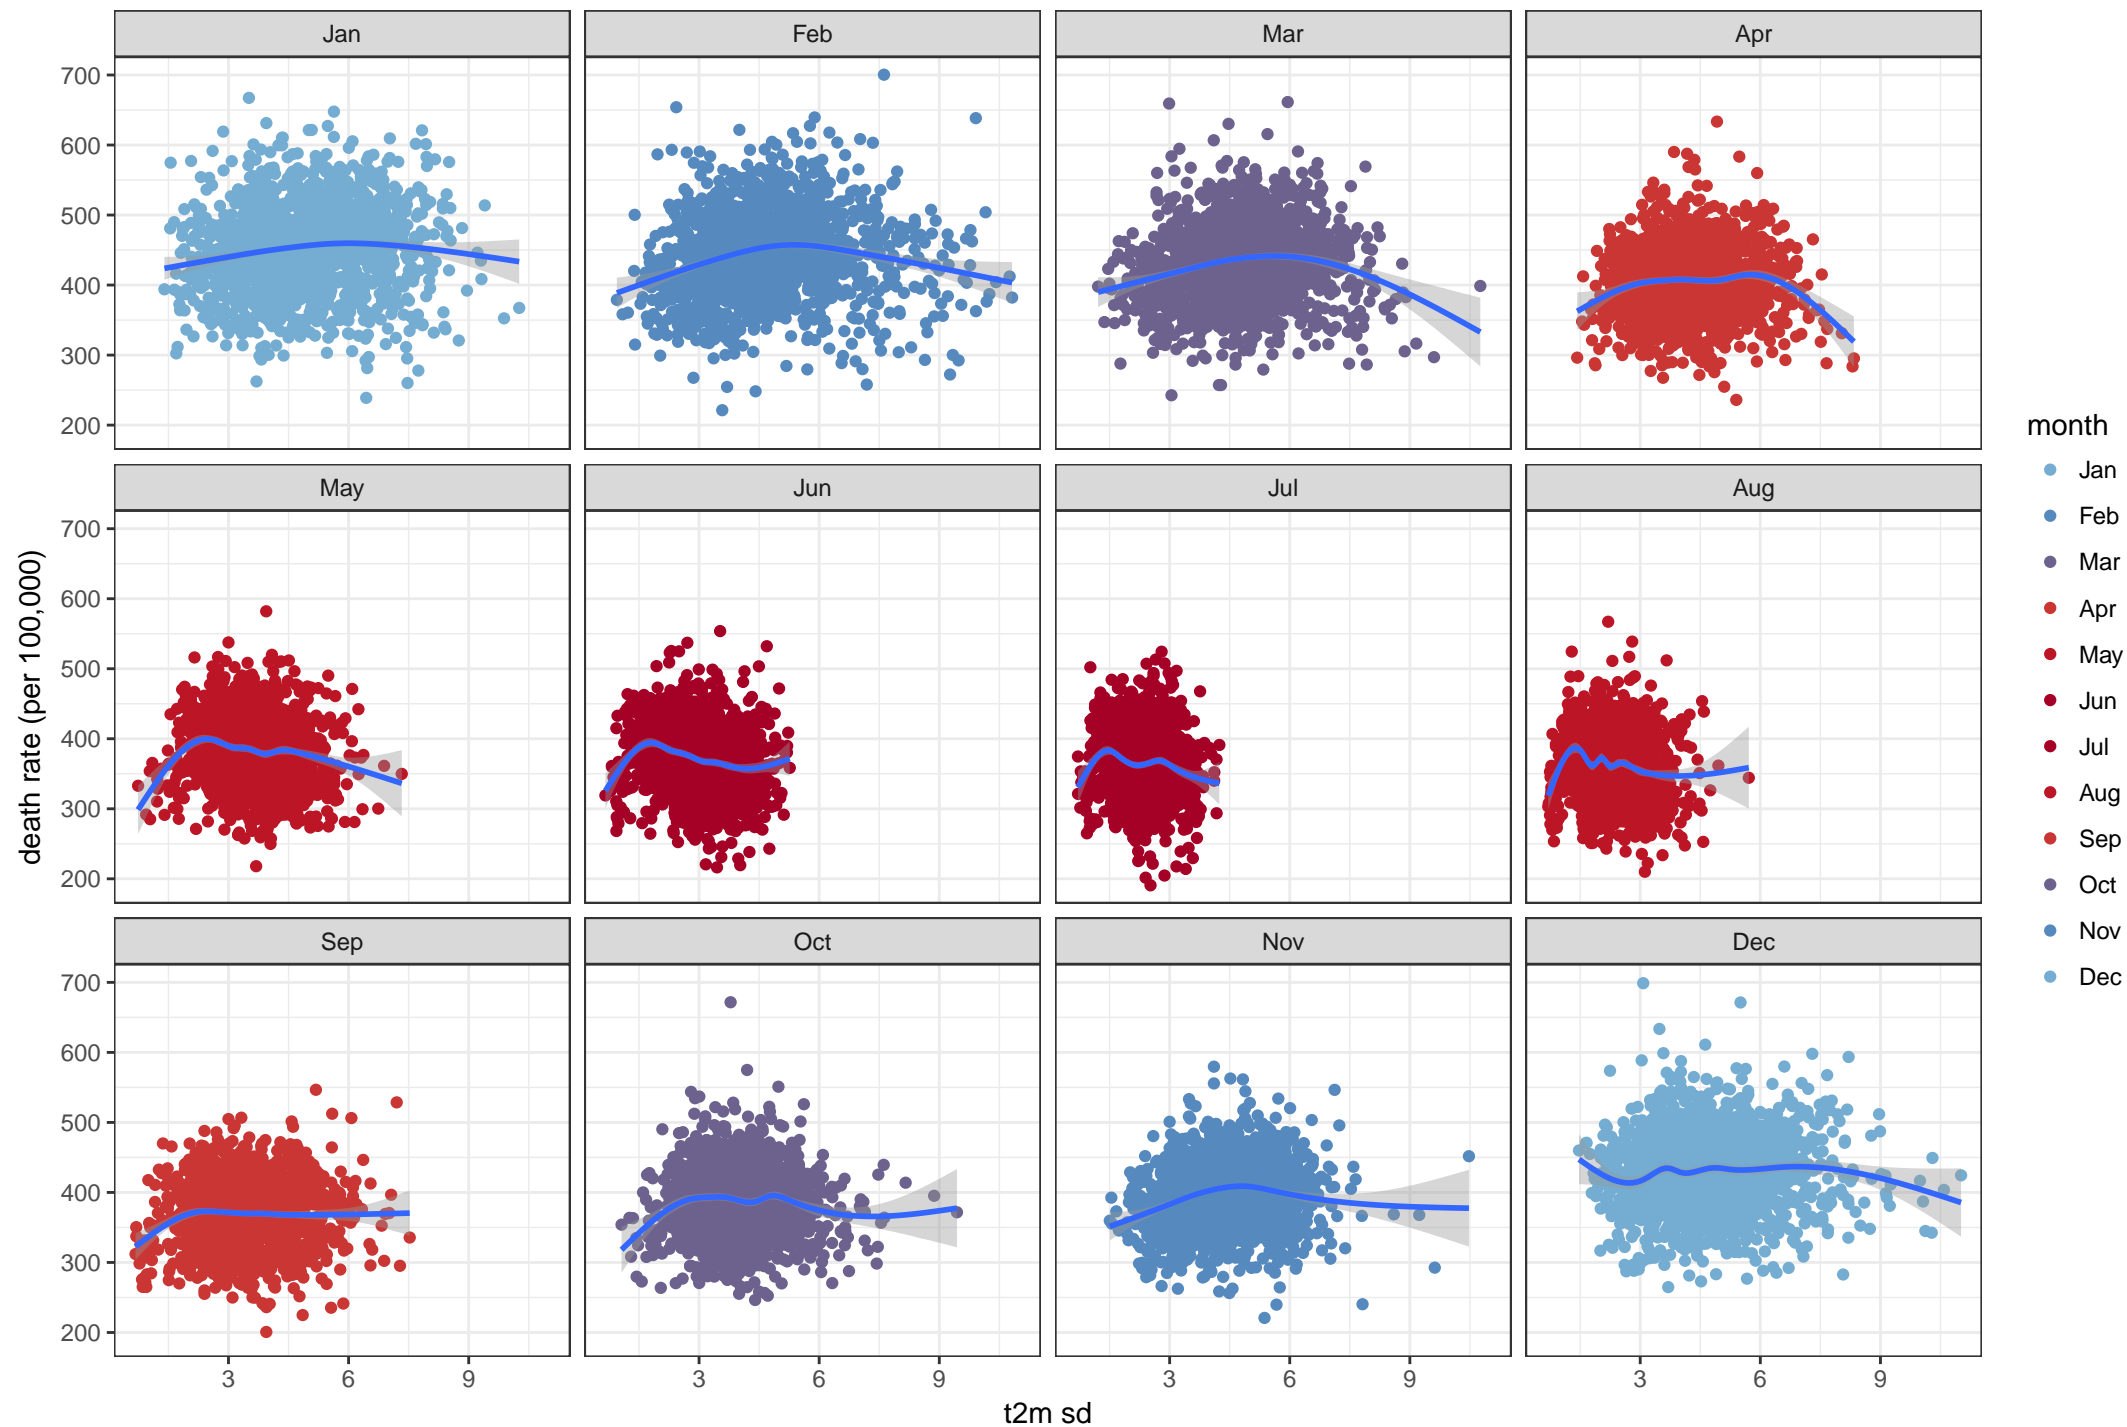 Jan Feb Mar Apr
700
600
500
400
300
200
May Jun Jul Aug
700
600
500
400
300
200
Sep Oct Nov Dec
700
600
500
400
300
200
3 6 9 3 6 9 3 6 9 3 6 9
t2m sd
death rate (per 100,000)
month
Jan
Feb
Mar
Apr
May
Jun
Jul
Aug
Sep
Oct
Nov
Dec